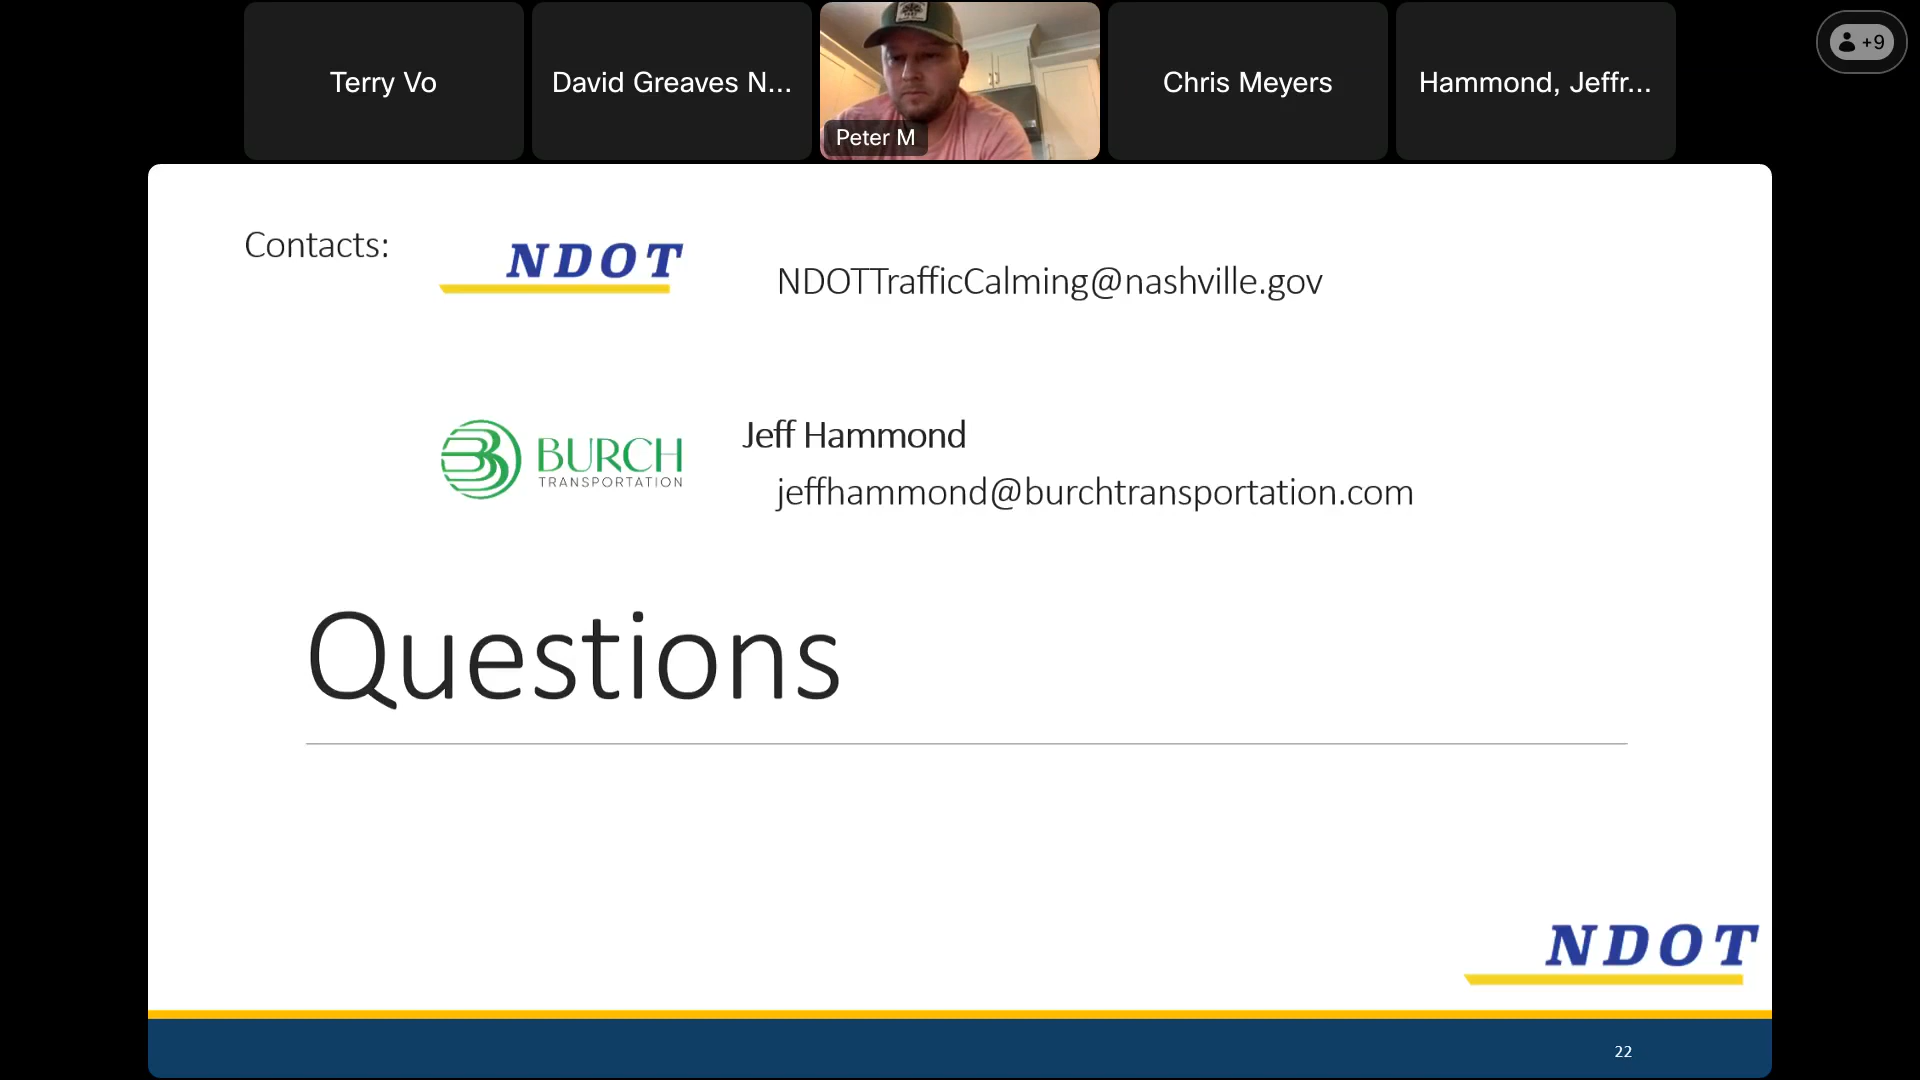 Terry Vo
David Greaves N...
Peter M
Chris Meyers
Hammond, Jeffr...
+9
Contacts:
NDOT
NDOTTrafficCalming@nashville.gov
BURCH
TRANSPORTATION
Jeff Hammond
jeffhammond@burchtransportation.com
Questions
NDOT
22